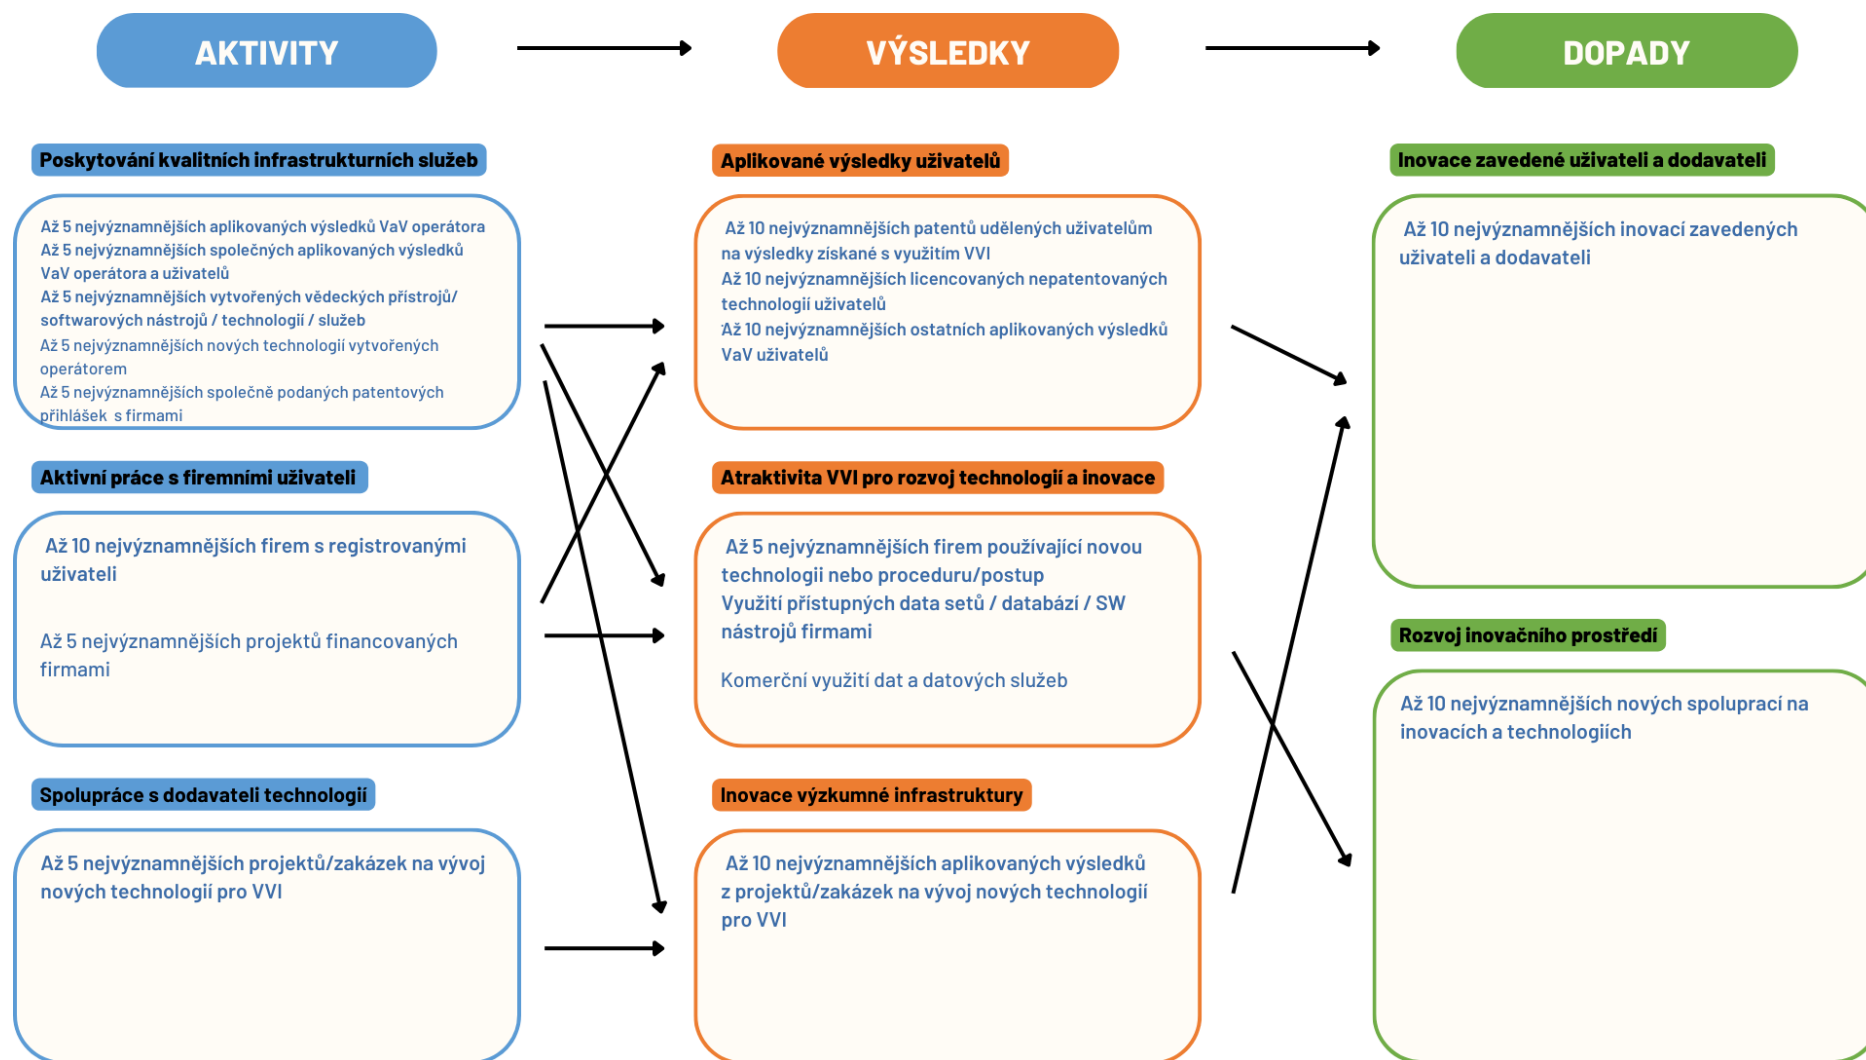 AKTIVITY
VÝSLEDKY
DOPADY
Poskytování kvalitních infrastrukturních služeb
Až 5 nejvýznamnějších aplikovaných výsledků VaV operátora
Až 5 nejvýznamnějších společných aplikovaných výsledků
VaV operátora a uživatelů
Až 5 nejvýznamnějších vytvořených vědeckých přístrojů/
softwarových nástrojů / technologií / služeb
Až 5 nejvýznamnějších nových technologií vytvořených
operátorem
Až 5 nejvýznamnějších společně podaných patentových
přihlášek s firmami
Aktivní práce s firemními uživateli
Až 10 nejvýznamnějších firem s registrovanými
uživateli
Až 5 nejvýznamnějších projektů financovaných
firmami
Spolupráce s dodavateli technologií
Až 5 nejvýznamnějších projektů/zakázek na vývoj
nových technologií pro VVI
Aplikované výsledky uživatelů
Až 10 nejvýznamnějších patentů udělených uživatelům
na výsledky získané s využitím VVI
Až 10 nejvýznamnějších licencovaných nepatentovaných
technologií uživatelů
Až 10 nejvýznamnějších ostatních aplikovaných výsledků
VaV uživatelů
Atraktivita VVI pro rozvoj technologií a inovace
Až 5 nejvýznamnějších firem používající novou
technologii nebo proceduru/postup
Využití přístupných data setů / databází / SW
nástrojů firmami
Komerční využití dat a datových služeb
Inovace výzkumné infrastruktury
Až 10 nejvýznamnějších aplikovaných výsledků
z projektů/zakázek na vývoj nových technologií
pro VVI
Inovace zavedené uživateli a dodavateli
Až 10 nejvýznamnějších inovací zavedených
uživateli a dodavateli
Rozvoj inovačního prostředí
Až 10 nejvýznamnějších nových spoluprací na
inovacích a technologiích